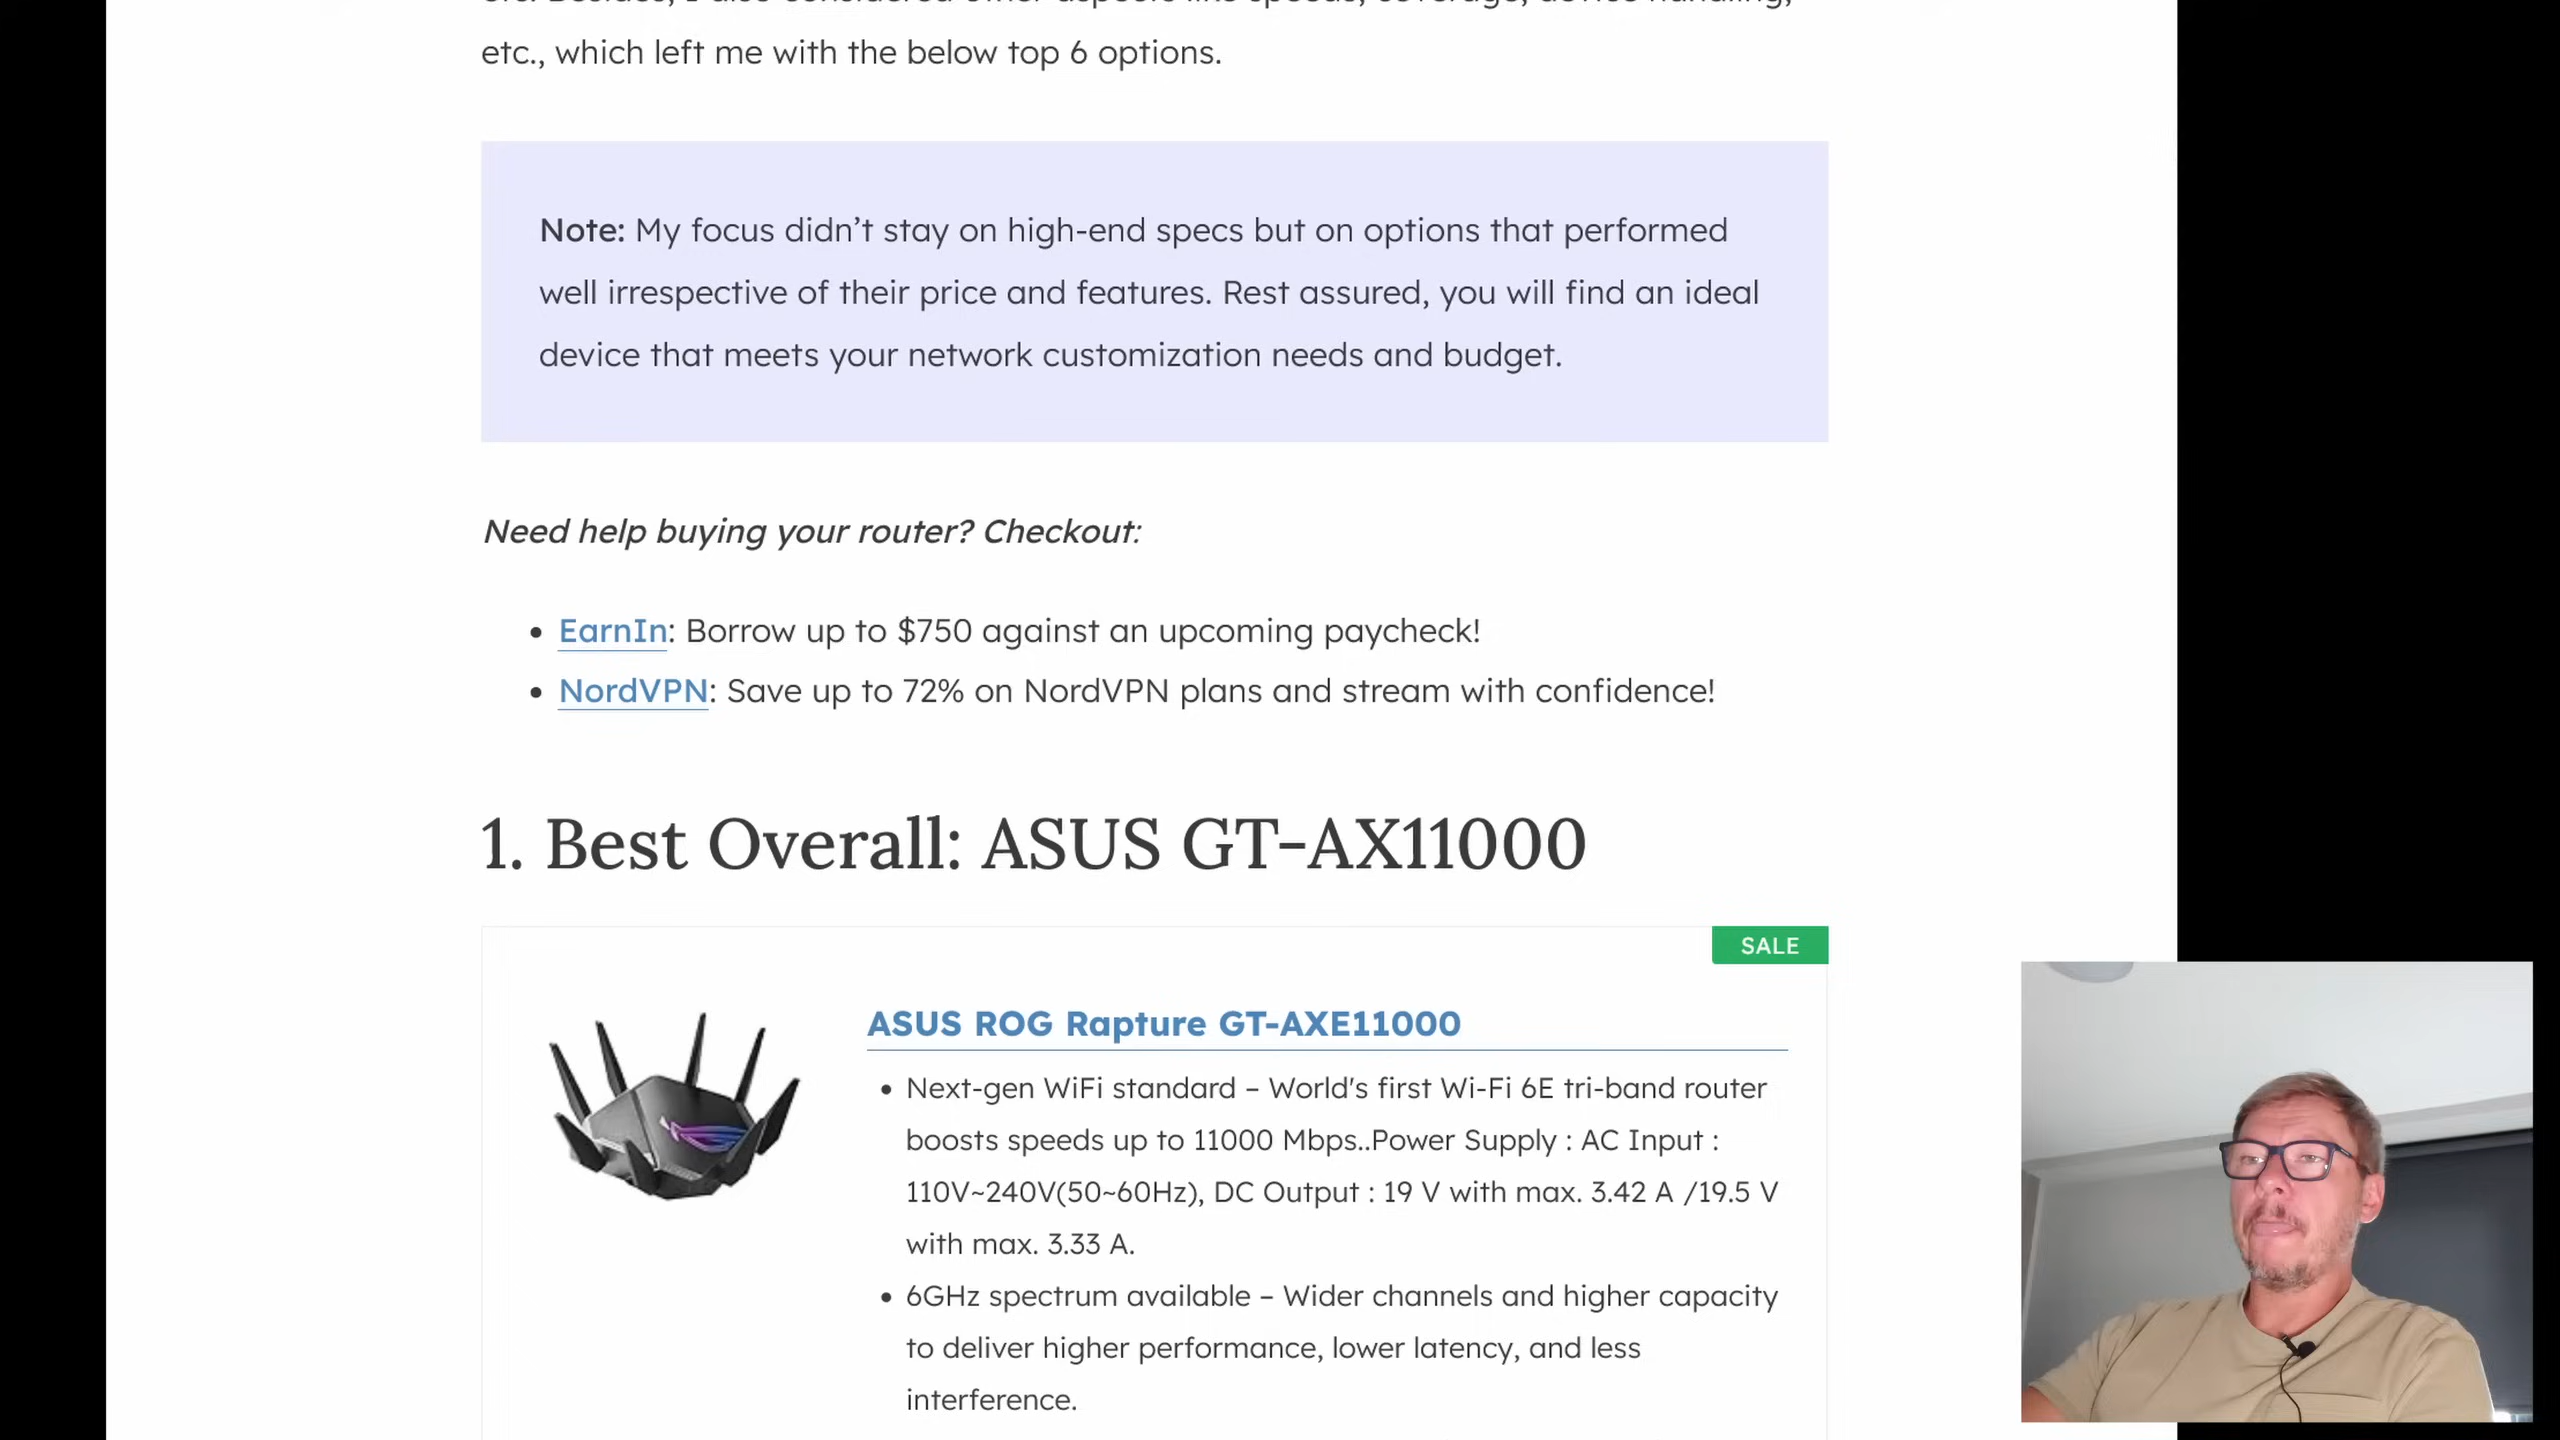 etc., which left me with the below top 6 options.
Note: My focus didn’t stay on high-end specs but on options that performed
well irrespective of their price and features. Rest assured, you will find an ideal
device that meets your network customization needs and budget.
Need help buying your router? Checkout:
• EarnIn: Borrow up to $750 against an upcoming paycheck!
• NordVPN: Save up to 72% on NordVPN plans and stream with confidence!
1. Best Overall: ASUS GT-AX11000
SALE
ASUS ROG Rapture GT-AXE11000
• Next-gen WiFi standard – World's first Wi-Fi 6E tri-band router
boosts speeds up to 11000 Mbps..Power Supply : AC Input :
110V~240V(50~60Hz), DC Output : 19 V with max. 3.42 A /19.5 V
with max. 3.33 A.
• 6GHz spectrum available – Wider channels and higher capacity
to deliver higher performance, lower latency, and less
interference.